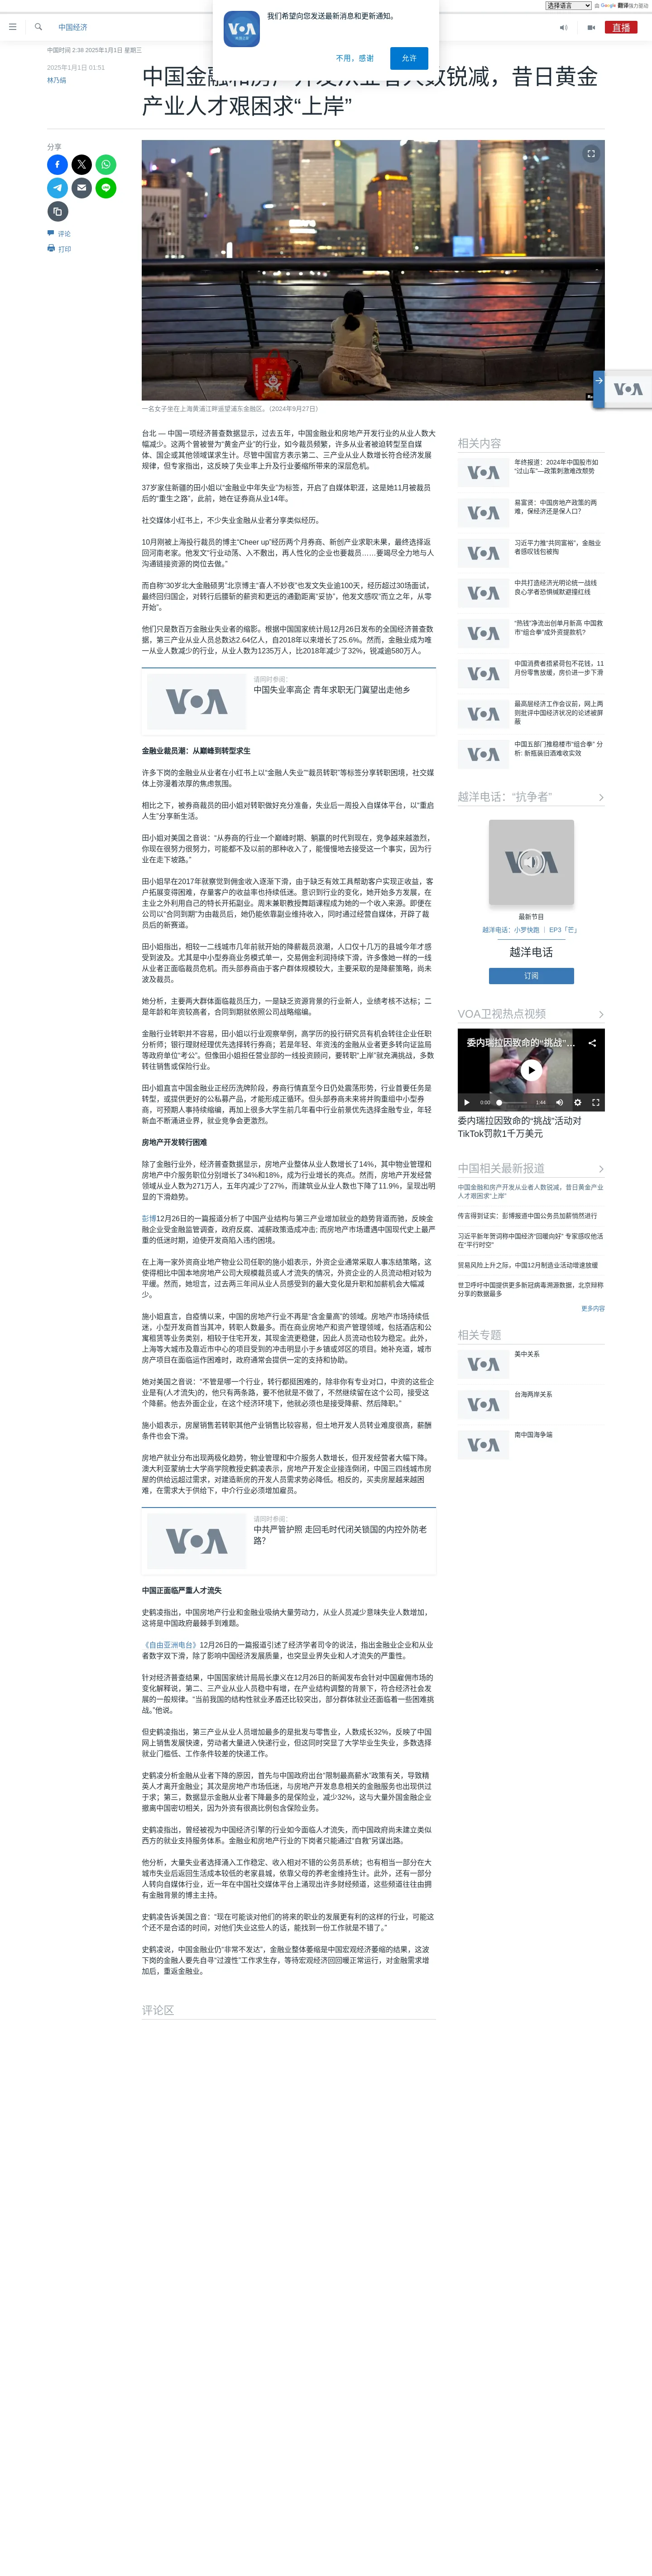 选择语言
由 Google 翻译强力驱动
我们希望向您发送最新消息和更新通知。
VOA
不用，感谢
允许
中国经济
直播
中国时间 2:38 2025年1月1日 星期三
2025年1月1日 01:51
林乃绢
中国金融和房产开发从业者人数锐减，昔日黄金
产业人才艰困求“上岸”
分享
评论
打印
一名女子坐在上海黄浦江畔遥望浦东金融区。（2024年9月27日）
台北 — 中国一项经济普查数据显示，过去五年，中国金融业和房地产开发行业的从业人数大
幅减少。这两个曾被誉为“黄金产业”的行业，如今裁员频繁，许多从业者被迫转型至自媒
体、国企或其他领域谋求生计。尽管中国官方表示第二、三产业从业人数增长符合经济发展
规律，但专家指出，这反映了失业率上升及行业萎缩所带来的深层危机。
37岁家住新疆的田小姐以“金融业中年失业”为标签，开启了自媒体职涯，这是她11月被裁员
后的“重生之路”，此前，她在证券商从业14年。
社交媒体小红书上，不少失业金融从业者分享类似经历。
10月刚被上海投行裁员的博主“Cheer up”经历两个月券商、新创产业求职未果，最终选择返
回河南老家。他发文“行业动荡、入不敷出，再人性化的企业也要裁员……要竭尽全力地与人
沟通链接资源的岗位去做。”
而自称“30岁北大金融硕男”北京博主“喜人不妙夜”也发文失业逾100天，经历超过30场面试，
最终回归国企，对转行后腰斩的薪资和更远的通勤距离“妥协”，他发文感叹“而立之年，从零
开始”。
他们只是数百万金融业失业者的缩影。根据中国国家统计局12月26日发布的全国经济普查数
据，第三产业从业人员总数达2.64亿人，自2018年以来增长了25.6%。然而，金融业成为唯
一从业人数减少的行业，从业人数为1235万人，比2018年减少了32%，锐减逾580万人。
VOA
请同时参阅：
中国失业率高企 青年求职无门冀望出走他乡
金融业裁员潮：从巅峰到转型求生
许多下岗的金融业从业者在小红书上以“金融人失业”“裁员转职”等标签分享转职困境，社交媒
体上弥漫着浓厚的焦虑氛围。
相比之下，被券商裁员的田小姐对转职做好充分准备，失业后一周投入自媒体平台，以“重启
人生”分享新生活。
田小姐对美国之音说：“从券商的行业一个巅峰时期、躺赢的时代到现在，竞争越来越激烈，
你现在很努力很努力，可能都不及以前的那种收入了，能慢慢地去接受这一个事实，因为行
业在走下坡路。”
田小姐早在2017年就察觉到佣金收入逐渐下滑，由于缺乏有效工具帮助客户实现正收益，客
户拓展变得困难，存量客户的收益率也持续低迷。意识到行业的变化，她开始多方发展，在
主业之外利用自己的特长开拓副业。周末兼职教授舞蹈课程成为她的一个收入来源。即便在
公司以“合同到期”为由裁员后，她仍能依靠副业维持收入，同时通过经营自媒体，开辟了裁
员后的新赛道。
田小姐指出，相较一二线城市几年前就开始的降薪裁员浪潮，人口仅十几万的县城今年才感
受到波及。尤其是中小型券商业务模式单一，交易佣金利润持续下滑，许多像她一样的一线
从业者正面临裁员危机。而头部券商由于客户群体规模较大，主要采取的是降薪策略，尚未
波及裁员。
她分析，主要两大群体面临裁员压力，一是缺乏资源背景的行业新人，业绩考核不达标；二
是年龄和年资较高者，合同到期就依照公司战略缩编。
金融行业转职并不容易，田小姐以行业观察举例，高学历的投行研究员有机会转往企业任职
分析师；银行理财经理优先选择转行券商；若是年轻、年资浅的金融从业者更多转向证监局
等政府单位“考公”。但像田小姐担任营业部的一线投资顾问，要转职“上岸”就充满挑战，多数
转往销售或保险行业。
田小姐直言中国金融业正经历洗牌阶段，券商行情直至今日仍处震荡形势，行业首要任务是
转型，或提供更好的公私募产品，才能形成正循环。但头部券商未来将并购重组中小型券
商，可预期人事持续缩编，再加上很多大学生前几年看中行业前景优先选择金融专业，年轻
新血不断涌进业界，就业竞争会更激烈。
房地产开发转行困难
除了金融行业外，经济普查数据显示，房地产业整体从业人数增长了14%，其中物业管理和
房地产中介服务职位分别增长了34%和18%，成为行业增长的亮点。然而，房地产开发经营
领域从业人数为271万人，五年内减少了27%，而建筑业从业人数也下降了11.9%，呈现出明
显的下滑趋势。
彭博12月26日的一篇报道分析了中国产业结构与第三产业增加就业的趋势背道而驰，反映金
融企业受金融监管调查，政府反腐、减薪政策造成冲击; 而房地产市场遭遇中国现代史上最严
重的低迷时期，迫使开发商陷入违约困境。
在上海一家外资商业地产物业公司任职的施小姐表示，外资企业通常采取人事冻结策略，这
使得相比中国本地房地产公司大规模裁员或人才流失的情况，外资企业的人员流动相对较为
平缓。然而，她坦言，过去两三年间从业人员感受到的最大变化是升职和加薪机会大幅减
少。
施小姐直言，自疫情以来，中国的房地产行业不再是“含金量高”的领域。房地产市场持续低
迷，小型开发商首当其冲，转职人数最多。而在商业房地产和资产管理领域，包括酒店和公
寓租赁等业务类别，相较于住宅开发，其现金流更稳健，因此人员流动也较为稳定。此外，
上海等大城市及靠近市中心的项目受到的冲击明显小于乡镇或郊区的项目。她补充道，城市
房产项目在面临运作困难时，政府通常会提供一定的支持和协助。
她对美国之音说：“不管是哪一个行业，转行都挺困难的，除非你有专业对口，中资的这些企
业是有(人才流失)的，他只有两条路，要不他就是不做了，不然继续留在这个公司，接受这
个降薪。他去外面企业，在这个经济环境下，他就必须也是接受降薪、然后降职。”
施小姐表示，房屋销售若转职其他产业销售比较容易，但土地开发人员转业难度很高，薪酬
条件也会下滑。
房地产就业分布出现两极化趋势，物业管理和中介服务人数增长，但开发经营者大幅下降。
澳大利亚蒙纳士大学商学院教授史鹤凌表示，房地产开发企业接连倒闭，中国三四线城市房
屋的供给远超过需求，对建造新房的开发人员需求势必降低。相反的，买卖房屋越来越困
难，在需求大于供给下，中介行业必须增加雇员。
VOA
请同时参阅：
中共严管护照 走回毛时代闭关锁国的内控外防老
路？
中国正面临严重人才流失
史鹤凌指出，中国房地产行业和金融业吸纳大量劳动力，从业人员减少意味失业人数增加，
这将是中国政府最棘手到难题。
《自由亚洲电台》12月26日的一篇报道引述了经济学者司令的说法，指出金融业企业和从业
者数字双下滑，除了影响中国经济发展质量，也突显业界失业和人才流失的严重性。
针对经济普查结果，中国国家统计局局长康义在12月26日的新闻发布会针对中国雇佣市场的
变化解释说，第二、三产业从业人员稳中有增，在产业结构调整的背景下，符合经济社会发
展的一般规律。“当前我国的结构性就业矛盾还比较突出，部分群体就业还面临着一些困难挑
战。”他说。
但史鹤凌指出，第三产业从业人员增加最多的是批发与零售业，人数成长32%，反映了中国
网上销售发展快速，劳动者大量进入快递行业，但这同时突显了大学毕业生失业，多数选择
就业门槛低、工作条件较差的快递工作。
史鹤凌分析金融从业者下降的原因，首先与中国政府出台“限制最高薪水”政策有关，导致精
英人才离开金融业；其次是房地产市场低迷，与房地产开发息息相关的金融服务也出现供过
于求；第三，数据显示金融从业者下降最多的是保险业，减少32%，这与大量外国金融企业
撤离中国密切相关，因为外资有很高比例包含保险业务。
史鹤凌指出，曾经被视为中国经济引擎的行业如今面临人才流失，而中国政府尚未建立类似
西方的就业支持服务体系。金融业和房地产行业的下岗者只能通过“自救”另谋出路。
他分析，大量失业者选择涌入工作稳定、收入相对不错的公务员系统；也有相当一部分在大
城市失业后返回生活成本较低的老家县城，依靠父母的养老金维持生计。此外，还有一部分
人转向自媒体行业，近一年在中国社交媒体平台上涌现出许多财经频道，这些频道往往由拥
有金融背景的博主主持。
史鹤凌告诉美国之音：“现在可能谈对他们的将来的职业的发展更有利的这样的行业，可能这
个还不是合适的时间，对他们失业这些人的话，能找到一份工作就是不错了。”
史鹤凌说，中国金融业仍“非常不发达”，金融业整体萎缩是中国宏观经济萎缩的结果，这波
下岗的金融人要先自寻“过渡性”工作求生存，等待宏观经济回回暖正常运行，对金融需求增
加后，重返金融业。
评论区
相关内容
年终报道：2024年中国股市如
“过山车”—政策刺激难改颓势
易富贤：中国房地产政策的两
难，保经济还是保人口？
习近平力推“共同富裕”，金融业
者感叹钱包被掏
中共打造经济光明论统一战线
良心学者恐惧缄默避撞红线
“热钱”净流出创单月新高 中国救
市“组合拳”成外资提款机?
中国消费者捂紧荷包不花钱，11
月份零售放缓，房价进一步下滑
最高层经济工作会议前，网上两
则批评中国经济状况的论述被屏
蔽
中国五部门推稳楼市“组合拳” 分
析: 新瓶装旧酒难收实效
越洋电话：“抗争者”
最新节目
越洋电话：小罗快跑 ｜ EP3「芒」
越洋电话
订阅
VOA卫视热点视频
委内瑞拉因致命的“挑战”…
0:00
1:44
委内瑞拉因致命的“挑战”活动对
TikTok罚款1千万美元
中国相关最新报道
中国金融和房产开发从业者人数锐减，昔日黄金产业
人才艰困求“上岸”
传言得到证实：彭博报道中国公务员加薪悄然进行
习近平新年贺词称中国经济“回暖向好” 专家感叹他活
在“平行时空”
贸易风险上升之际，中国12月制造业活动增速放缓
世卫呼吁中国提供更多新冠病毒溯源数据，北京辩称
分享的数据最多
更多内容
相关专题
美中关系
台海两岸关系
南中国海争端